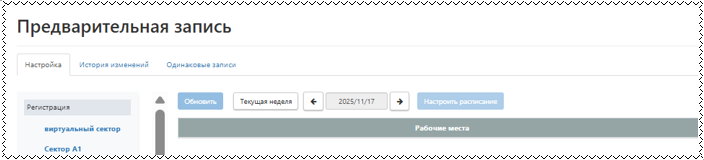 Предварительная запись
Настройка История изменений Одинаковые записи
Регистрация
виртуальный сектор
Сектор А1
Обновить Текущая неделя 2025/11/17 Настроить расписание
Рабочие места